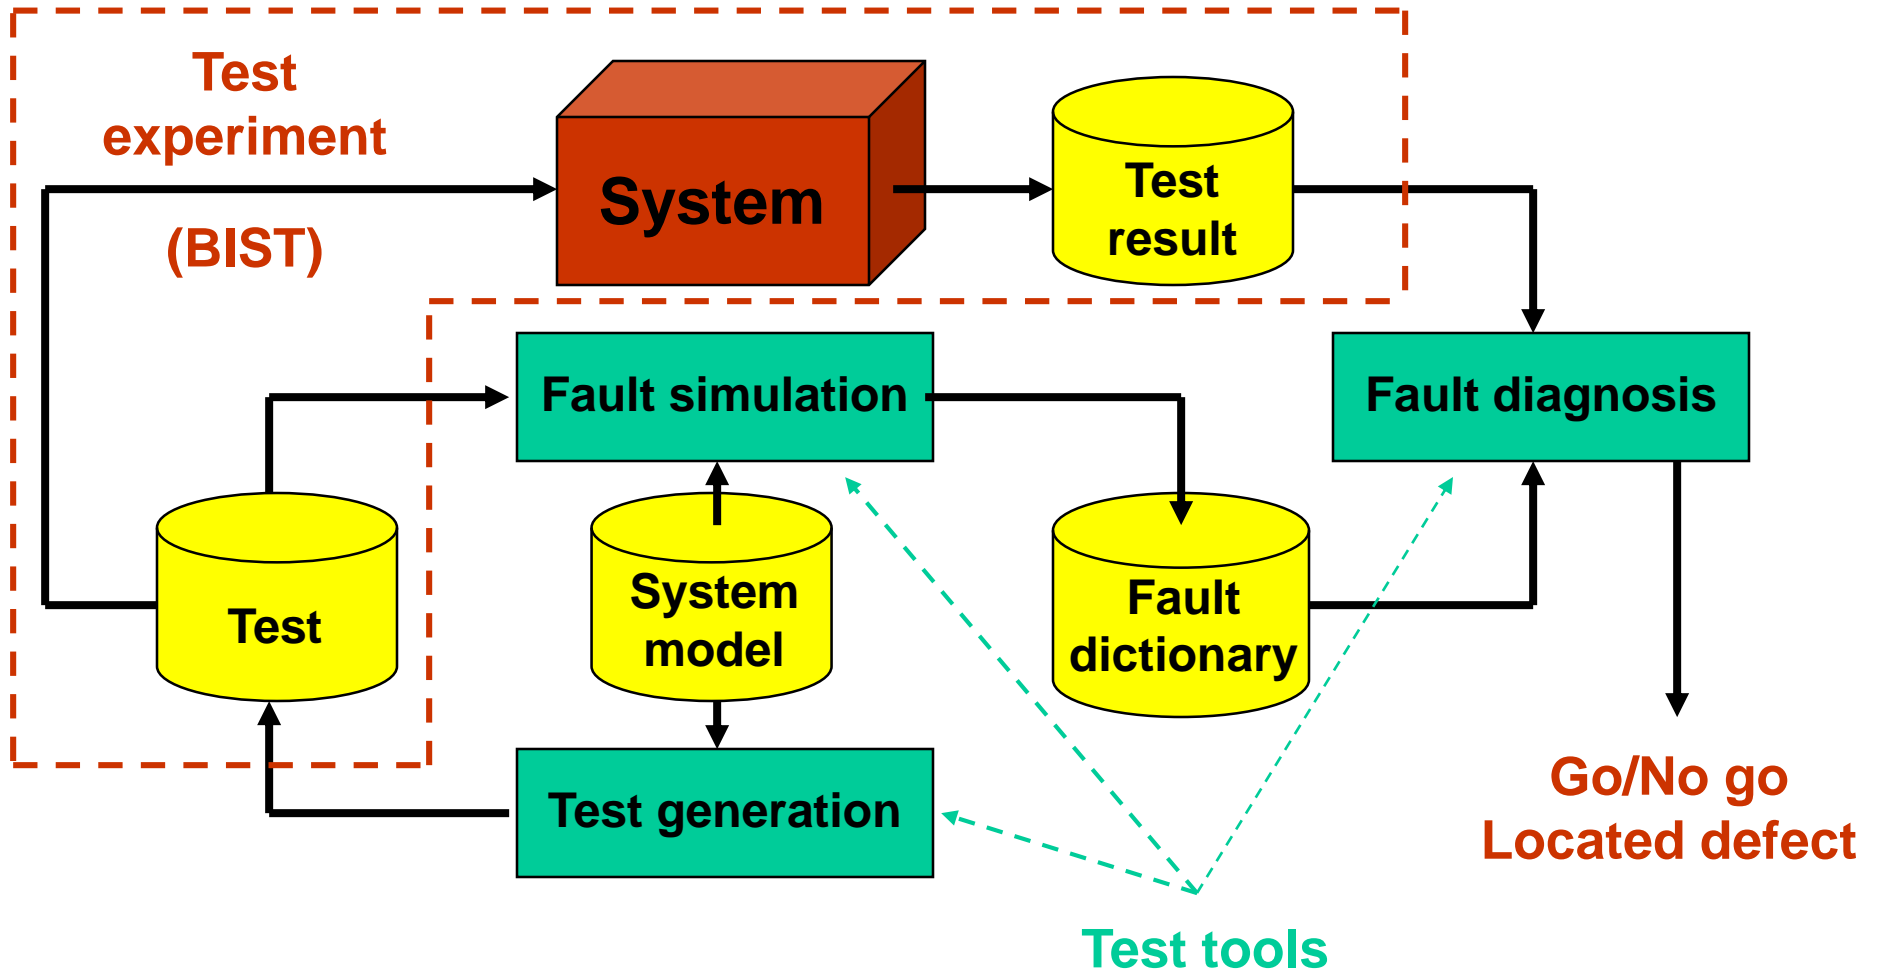 Test
experiment
(BIST)
System
Test
result
Fault simulation
Fault diagnosis
Test
System
model
Fault
dictionary
Test generation
Go/No go
Located defect
Test tools